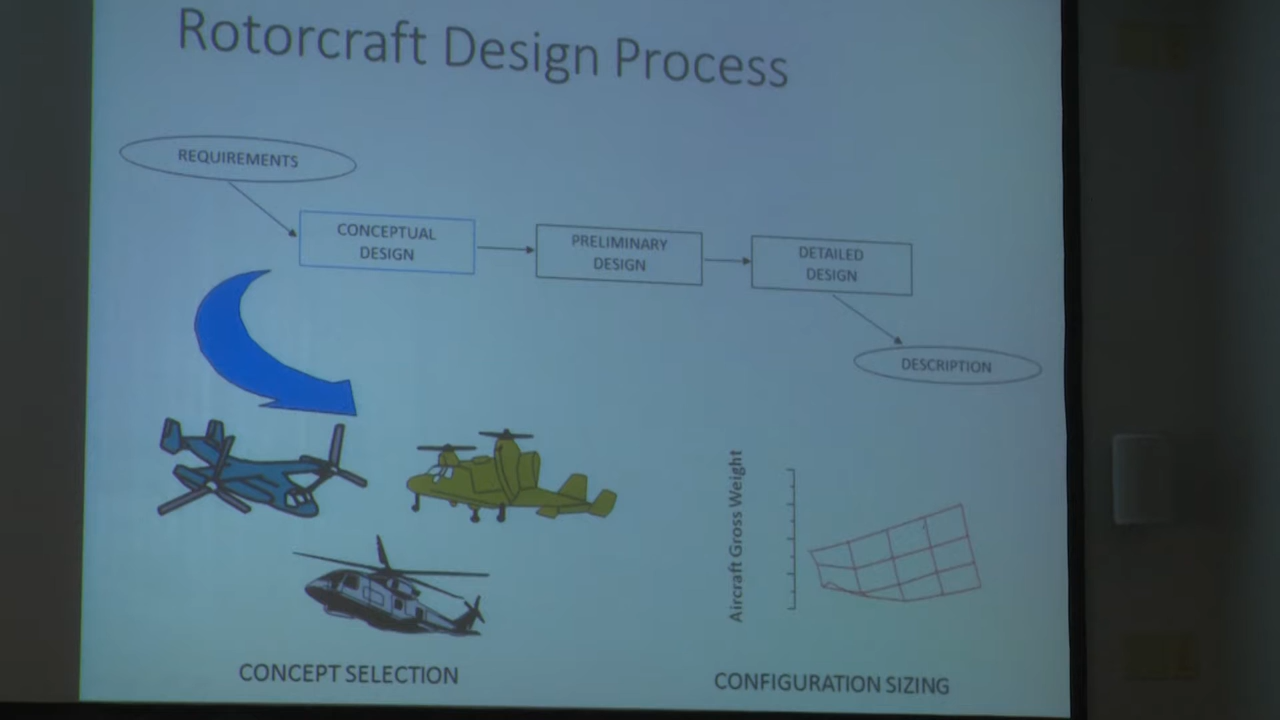 Rotorcraft Design Process
REQUIREMENTS
CONCEPTUAL
DESIGN
PRELIMINARY
DESIGN
DETAILED
DESIGN
DESCRIPTION
Aircraft Gross Weight
CONCEPT SELECTION
CONFIGURATION SIZING